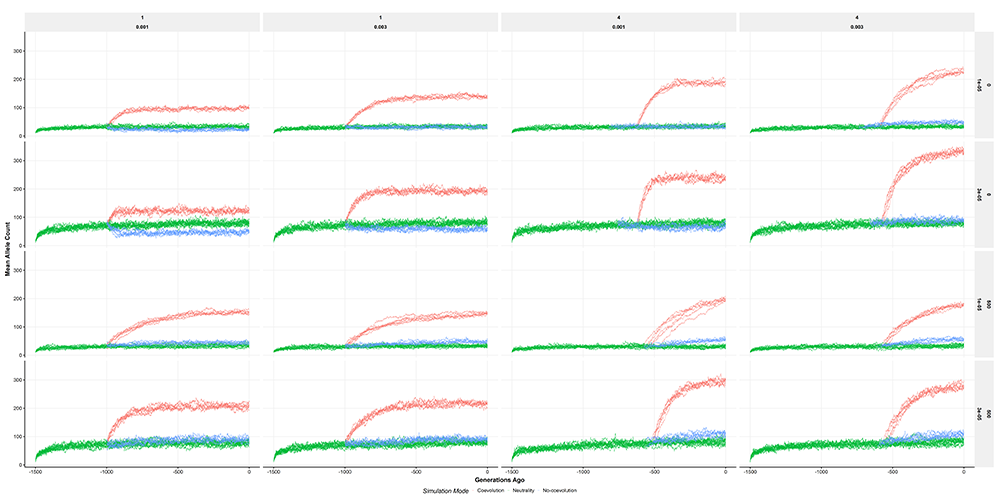 1 1 4 4
0.001 0.003 0.001 0.003
300
200
100
0
0
1e-05
300
200
100
0
0
3e-05
Mean Allele Count
300
200
100
0
500
1e-05
300
200
100
0
500
3e-05
-1500 -1000 -500 0 -1500 -1000 -500 0 -1500 -1000 -500 0 -1500 -1000 -500 0
Generations Ago
Simulation Mode Coevolution Neutrality No-coevolution